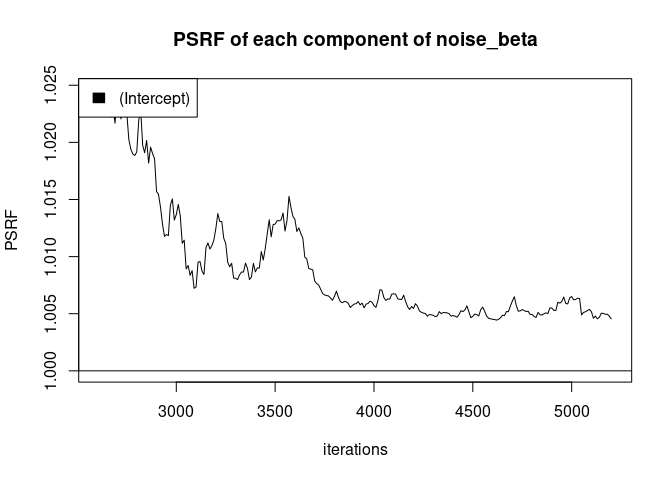 PSRF of each component of noise_beta
(Intercept)
PSRF
1.025
1.020
1.015
1.010
1.005
1.000
3000 3500 4000 4500 5000
iterations